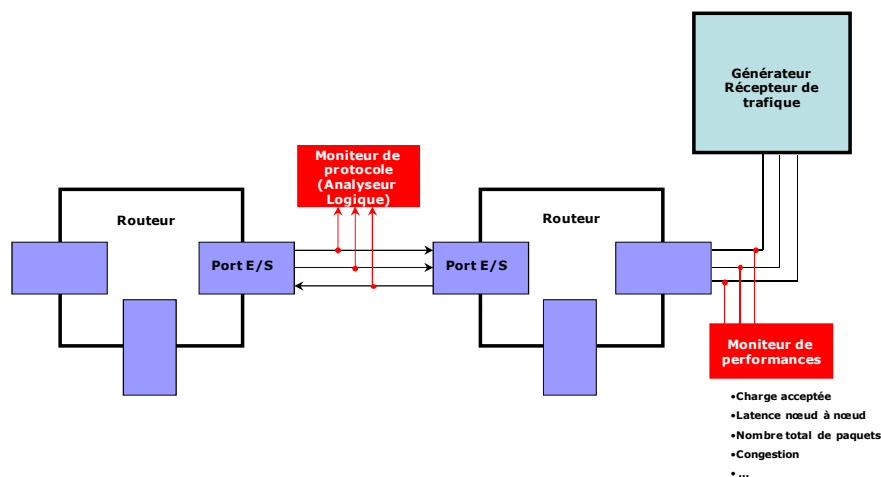 Générateur
Récepteur de
trafique
Moniteur de
protocole
(Analyseur
Logique)
Routeur
Routeur
Port E/S
Port E/S
Moniteur de
performances
•Charge acceptée
•Latence nœud à nœud
•Nombre total de paquets
•Congestion
•...